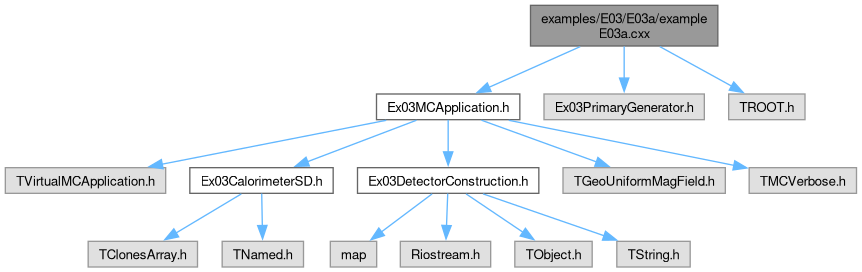 examples/E03/E03a/example
E03a.cxx
Ex03MCApplication.h
Ex03PrimaryGenerator.h
TROOT.h
TVirtualMCApplication.h
Ex03CalorimeterSD.h
Ex03DetectorConstruction.h
TGeoUniformMagField.h
TMCVerbose.h
TClonesArray.h
TNamed.h
map
Riostream.h
TObject.h
TString.h